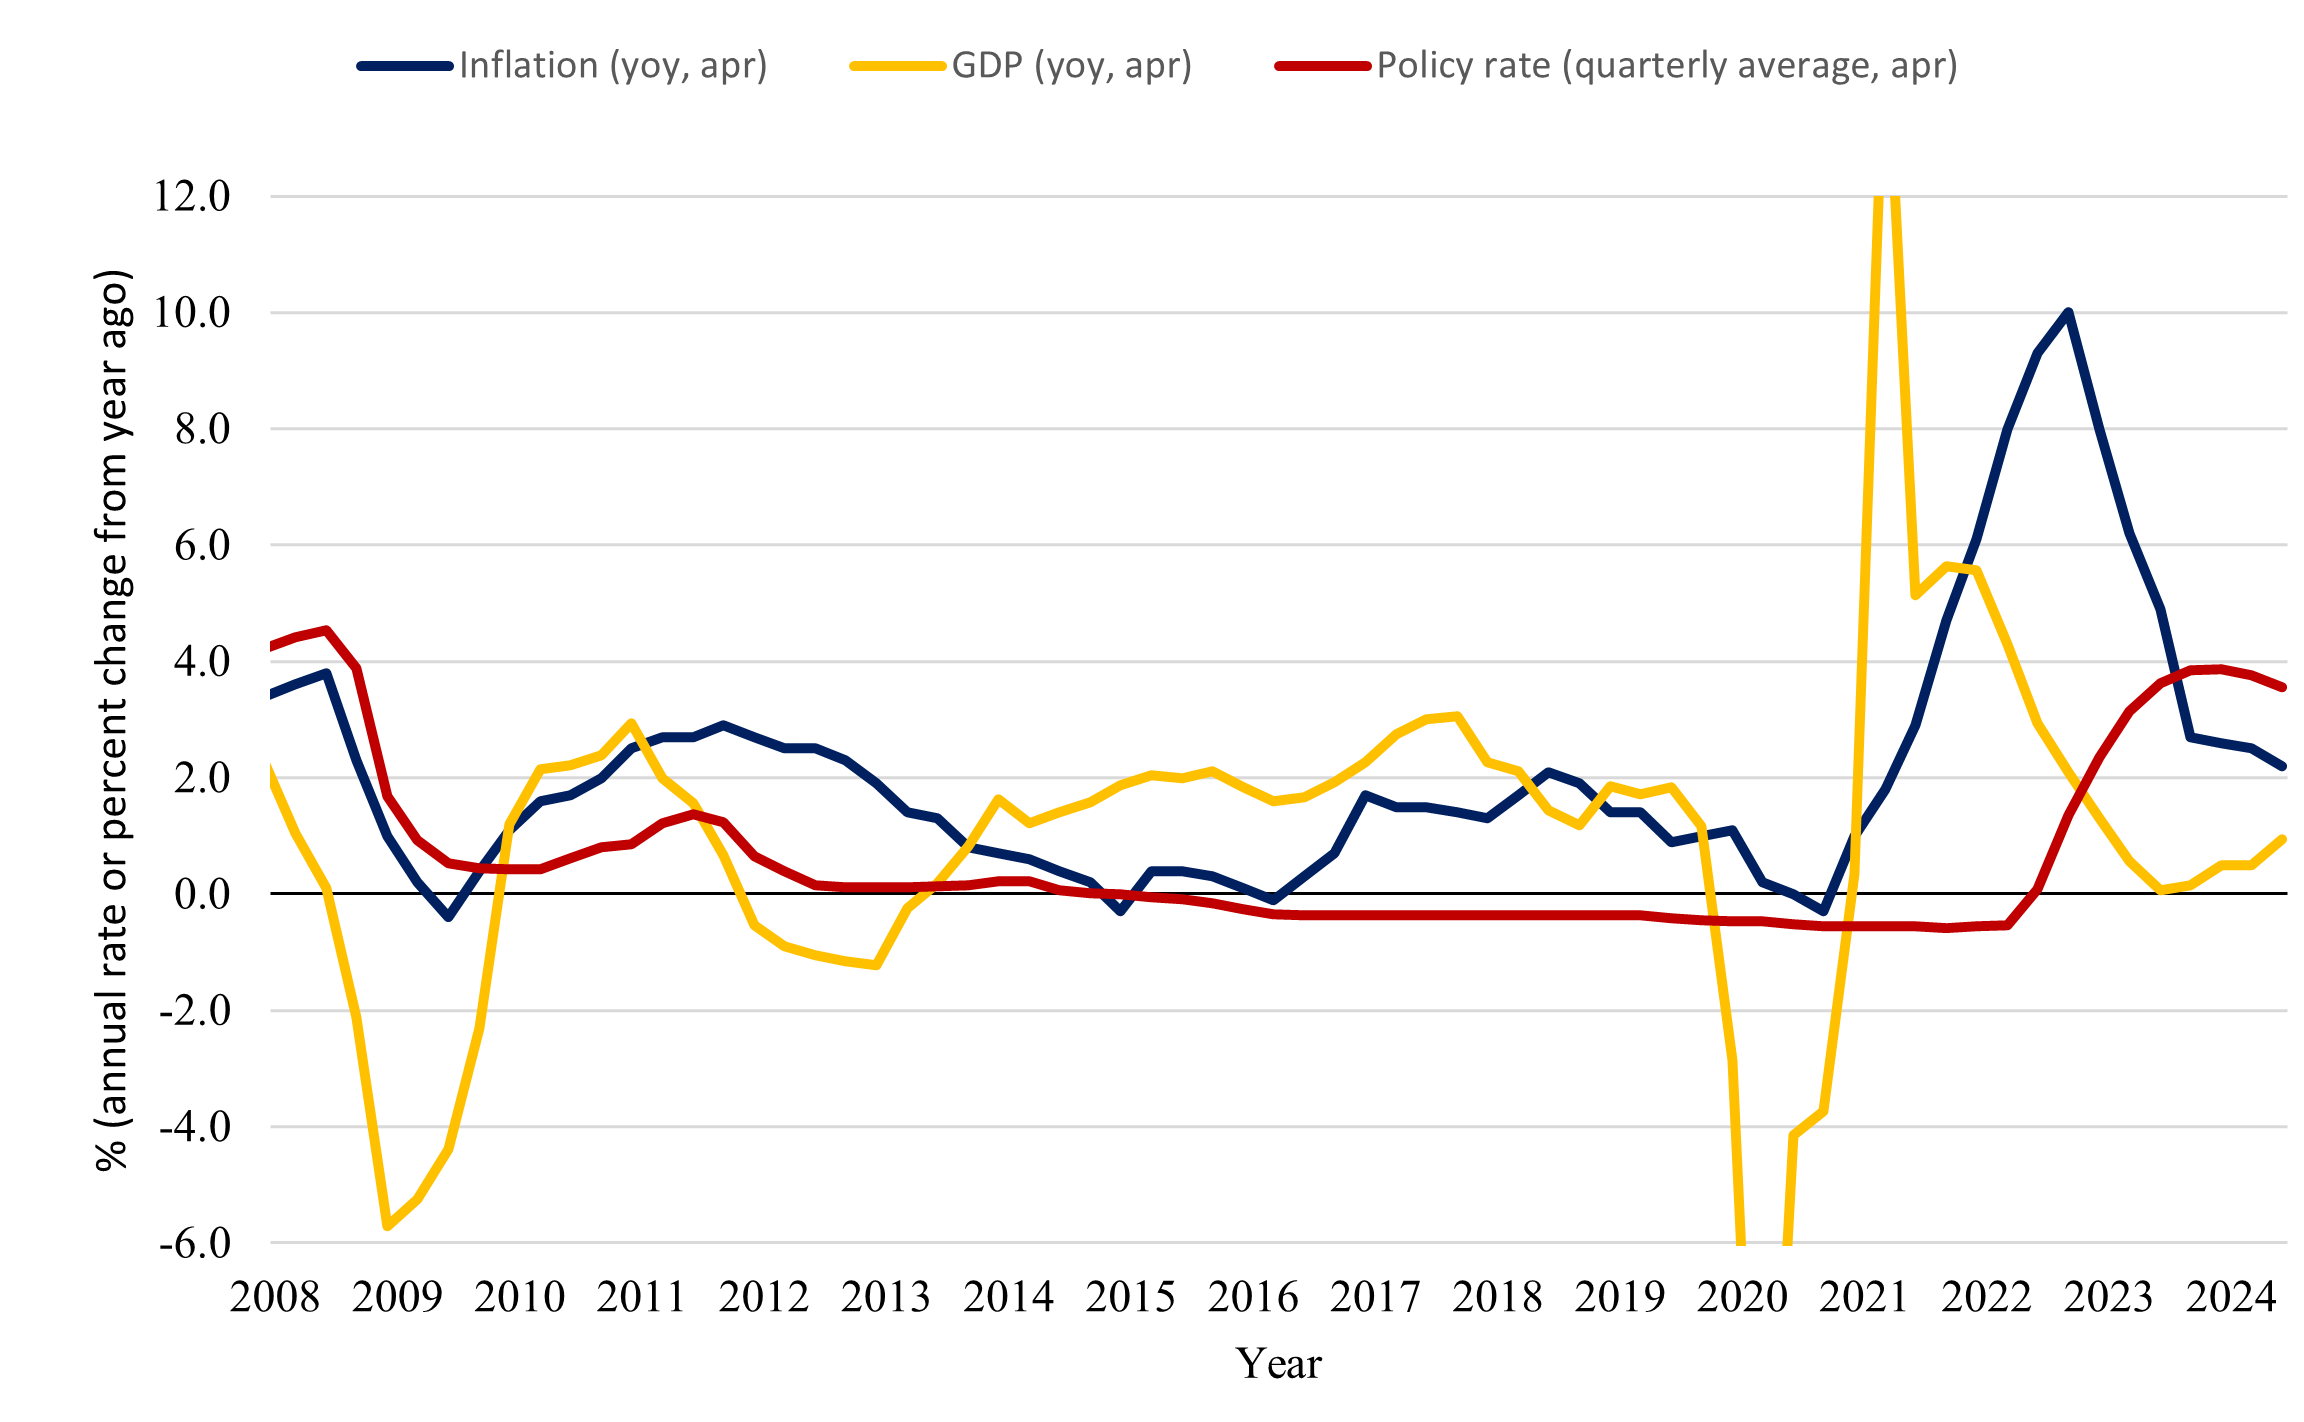 Inflation (yoy, apr) GDP (yoy, apr) Policy rate (quarterly average, apr)
% (annual rate or percent change from year ago)
12.0
10.0
8.0
6.0
4.0
2.0
0.0
-2.0
-4.0
-6.0
2008 2009 2010 2011 2012 2013 2014 2015 2016 2017 2018 2019 2020 2021 2022 2023 2024
Year